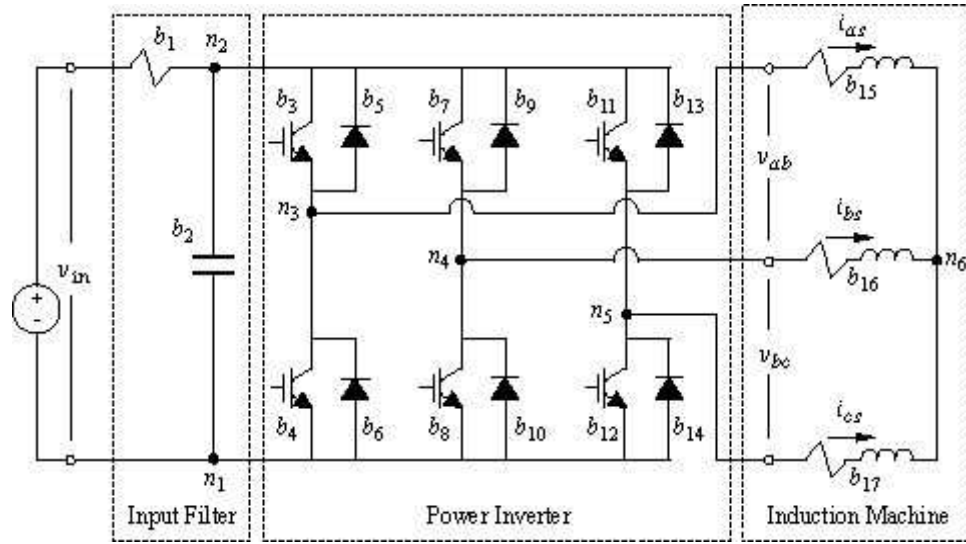 b1 n2
b3 b5 b7 b9 b11 b13
ias
b15
vab
n3
b2
vin
+
-
n4
ibs
b16
n6
n5
vbc
b4 b6 b8 b10 b12 b14
ics
b17
n1
Input Filter
Power Inverter
Induction Machine